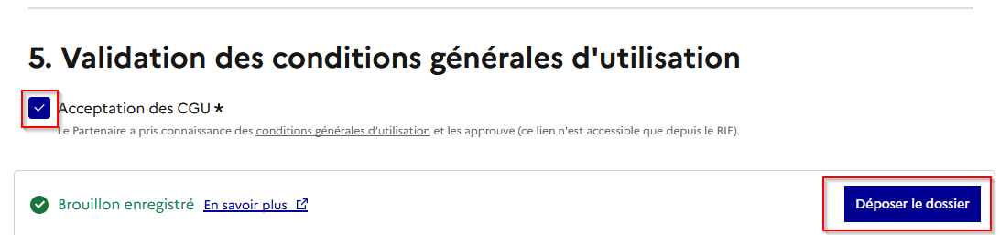 5. Validation des conditions générales d'utilisation
Acceptation des CGU *
Le Partenaire a pris connaissance des conditions générales d’utilisation et les approuve (ce lien n'est accessible que depuis le RIE).
Brouillon enregistré En savoir plus
Déposer le dossier